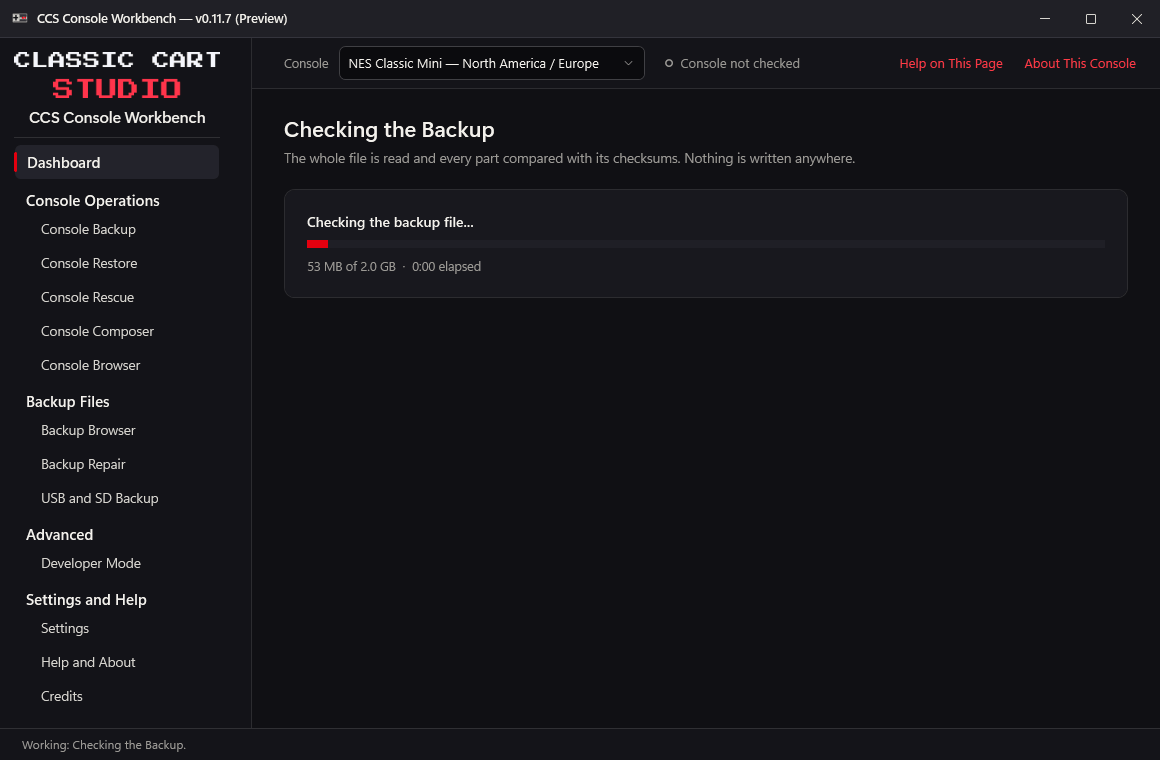 CCS Console Workbench — v0.11.7 (Preview)
CLASSIC CART
STUDIO
CCS Console Workbench
Dashboard
Console Operations
Console Backup
Console Restore
Console Rescue
Console Composer
Console Browser
Backup Files
Backup Browser
Backup Repair
USB and SD Backup
Advanced
Developer Mode
Settings and Help
Settings
Help and About
Credits
Console
NES Classic Mini — North America / Europe
Console not checked
Help on This Page
About This Console
Checking the Backup
The whole file is read and every part compared with its checksums. Nothing is written anywhere.
Checking the backup file...
53 MB of 2.0 GB · 0:00 elapsed
Working: Checking the Backup.